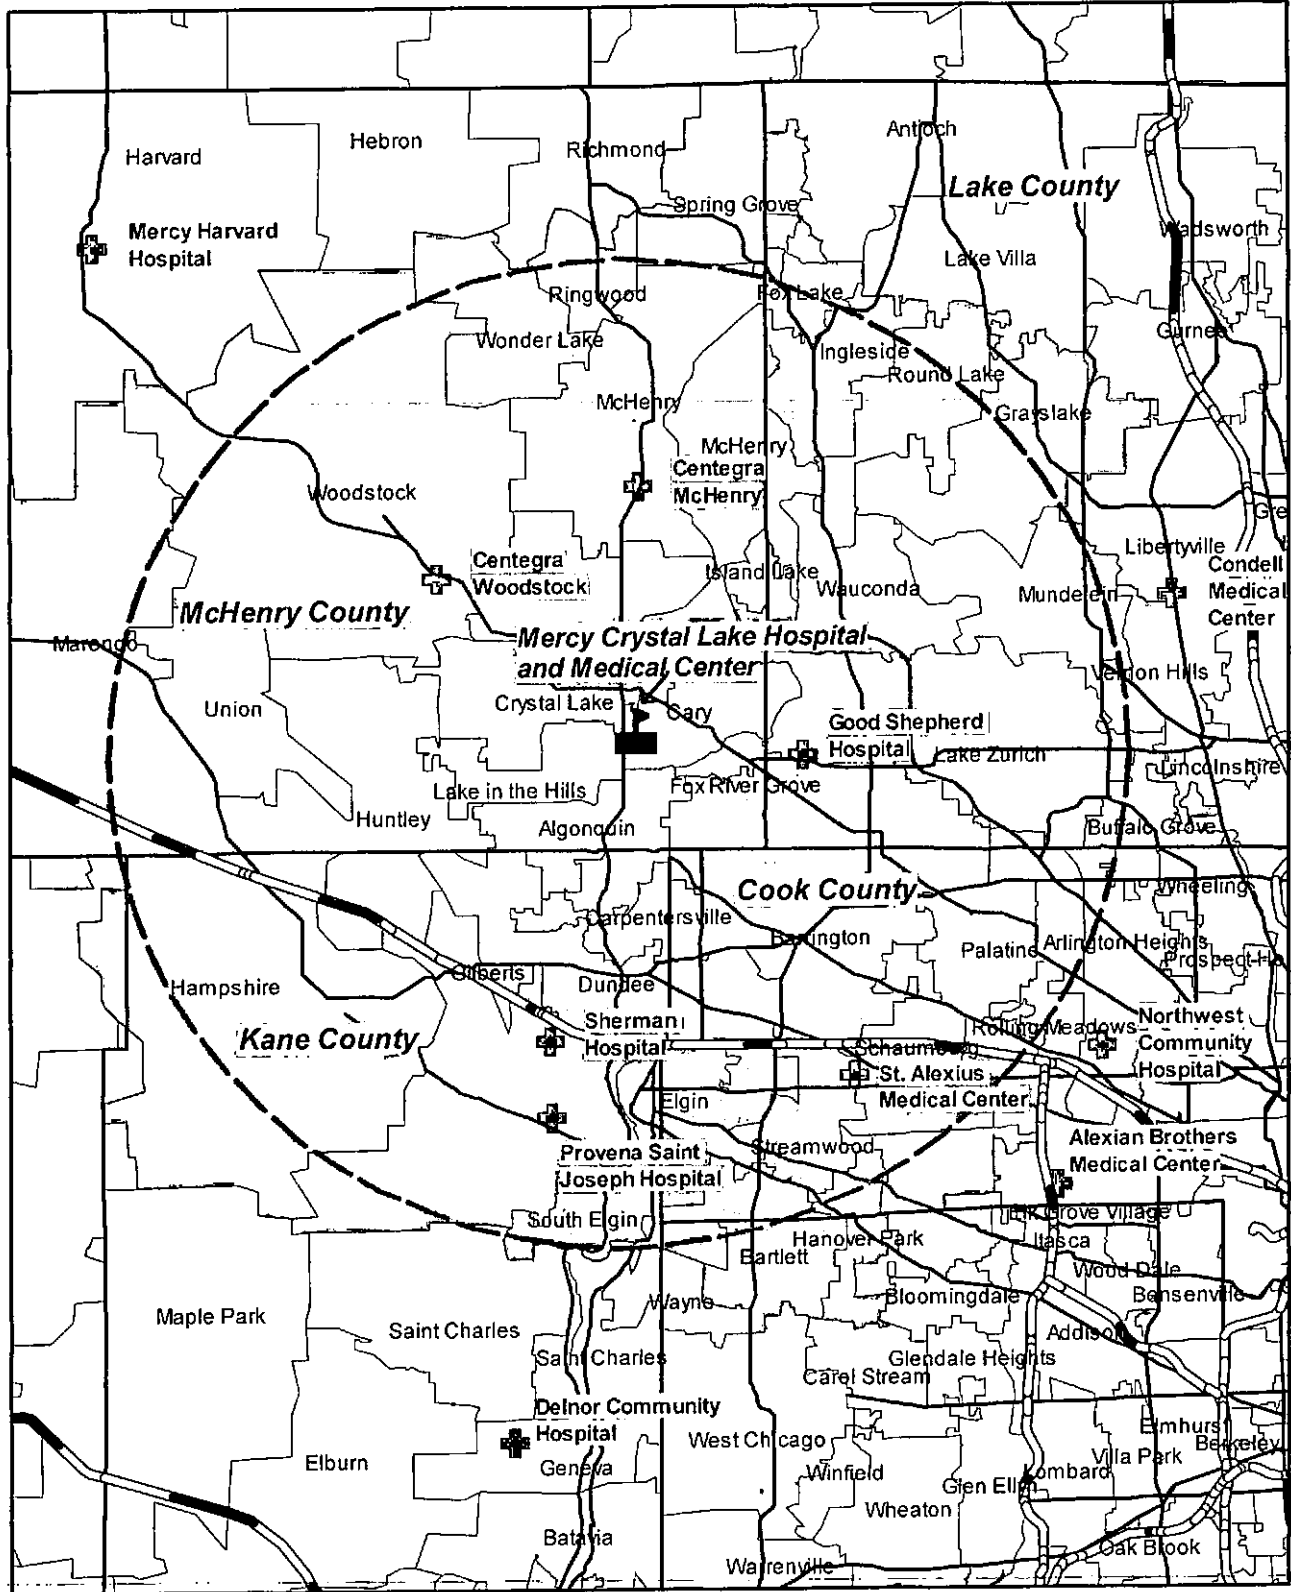 Antioch
Hebron
Richmond
Harvard
Lake County
Spring Grove
Mercy Harvard
Hospital
Wadsworth
Lake Villa
Ringwood
Fox Lake
Gurnee
Wonder Lake
Ingleside
Round Lake
McHenry
Grayslake
McHenry
Centegra
McHenry
Woodstock
Gre
Libertyville
Centegra
Woodstock
Island Lake
Wauconda
Mundelein
Condell
Medical
Center
McHenry County
Mercy Crystal Lake Hospital
and Medical Center
Marengo
Vernon Hills
Crystal Lake
Cary
Union
Good Shepherd
Hospital
Lake Zurich
Lincolnshire
Lake in the Hills
Fox River Grove
Huntley
Algonquin
Buffalo Grove
Cook County
Wheeling
Carpentersville
Barrington
Palatine
Arlington Heights
Prospect He
Gilberts
Hampshire
Dundee
Kane County
Sherman
Hospital
Rolling Meadows
Northwest
Community
Hospital
Schaumburg
St. Alexius
Medical Center
Elgin
Streamwood
Alexian Brothers
Medical Center
Provena Saint
Joseph Hospital
South Elgin
Elk Grove Village
Hanover Park
Itasca
Bartlett
Wood Dale
Bensenville
Wayne
Bloomingdale
Maple Park
Saint Charles
Addison
Saint Charles
Glendale Heights
Carol Stream
Delnor Community
Hospital
Elmhurs
West Chicago
Berkeley
Villa Park
Elburn
Geneva
Winfield
Lombard
Glen Ellyn
Wheaton
Batavia
Oak Brook
Warrenville